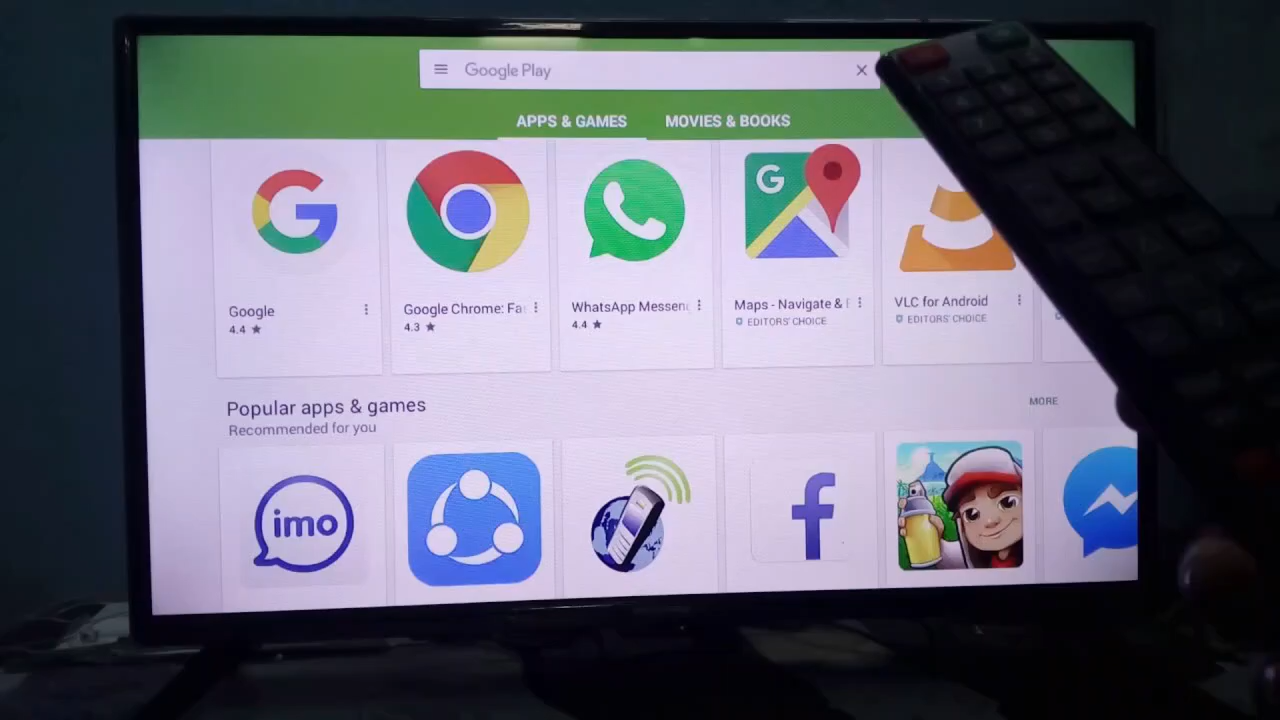 Google Play
APPS & GAMES
MOVIES & BOOKS
G
Google
4.4
Google Chrome: Fa
4.3
WhatsApp Messen
4.4
Maps - Navigate & E
EDITORS' CHOICE
VLC for Android
EDITORS' CHOICE
Popular apps & games
Recommended for you
MORE
imo
f